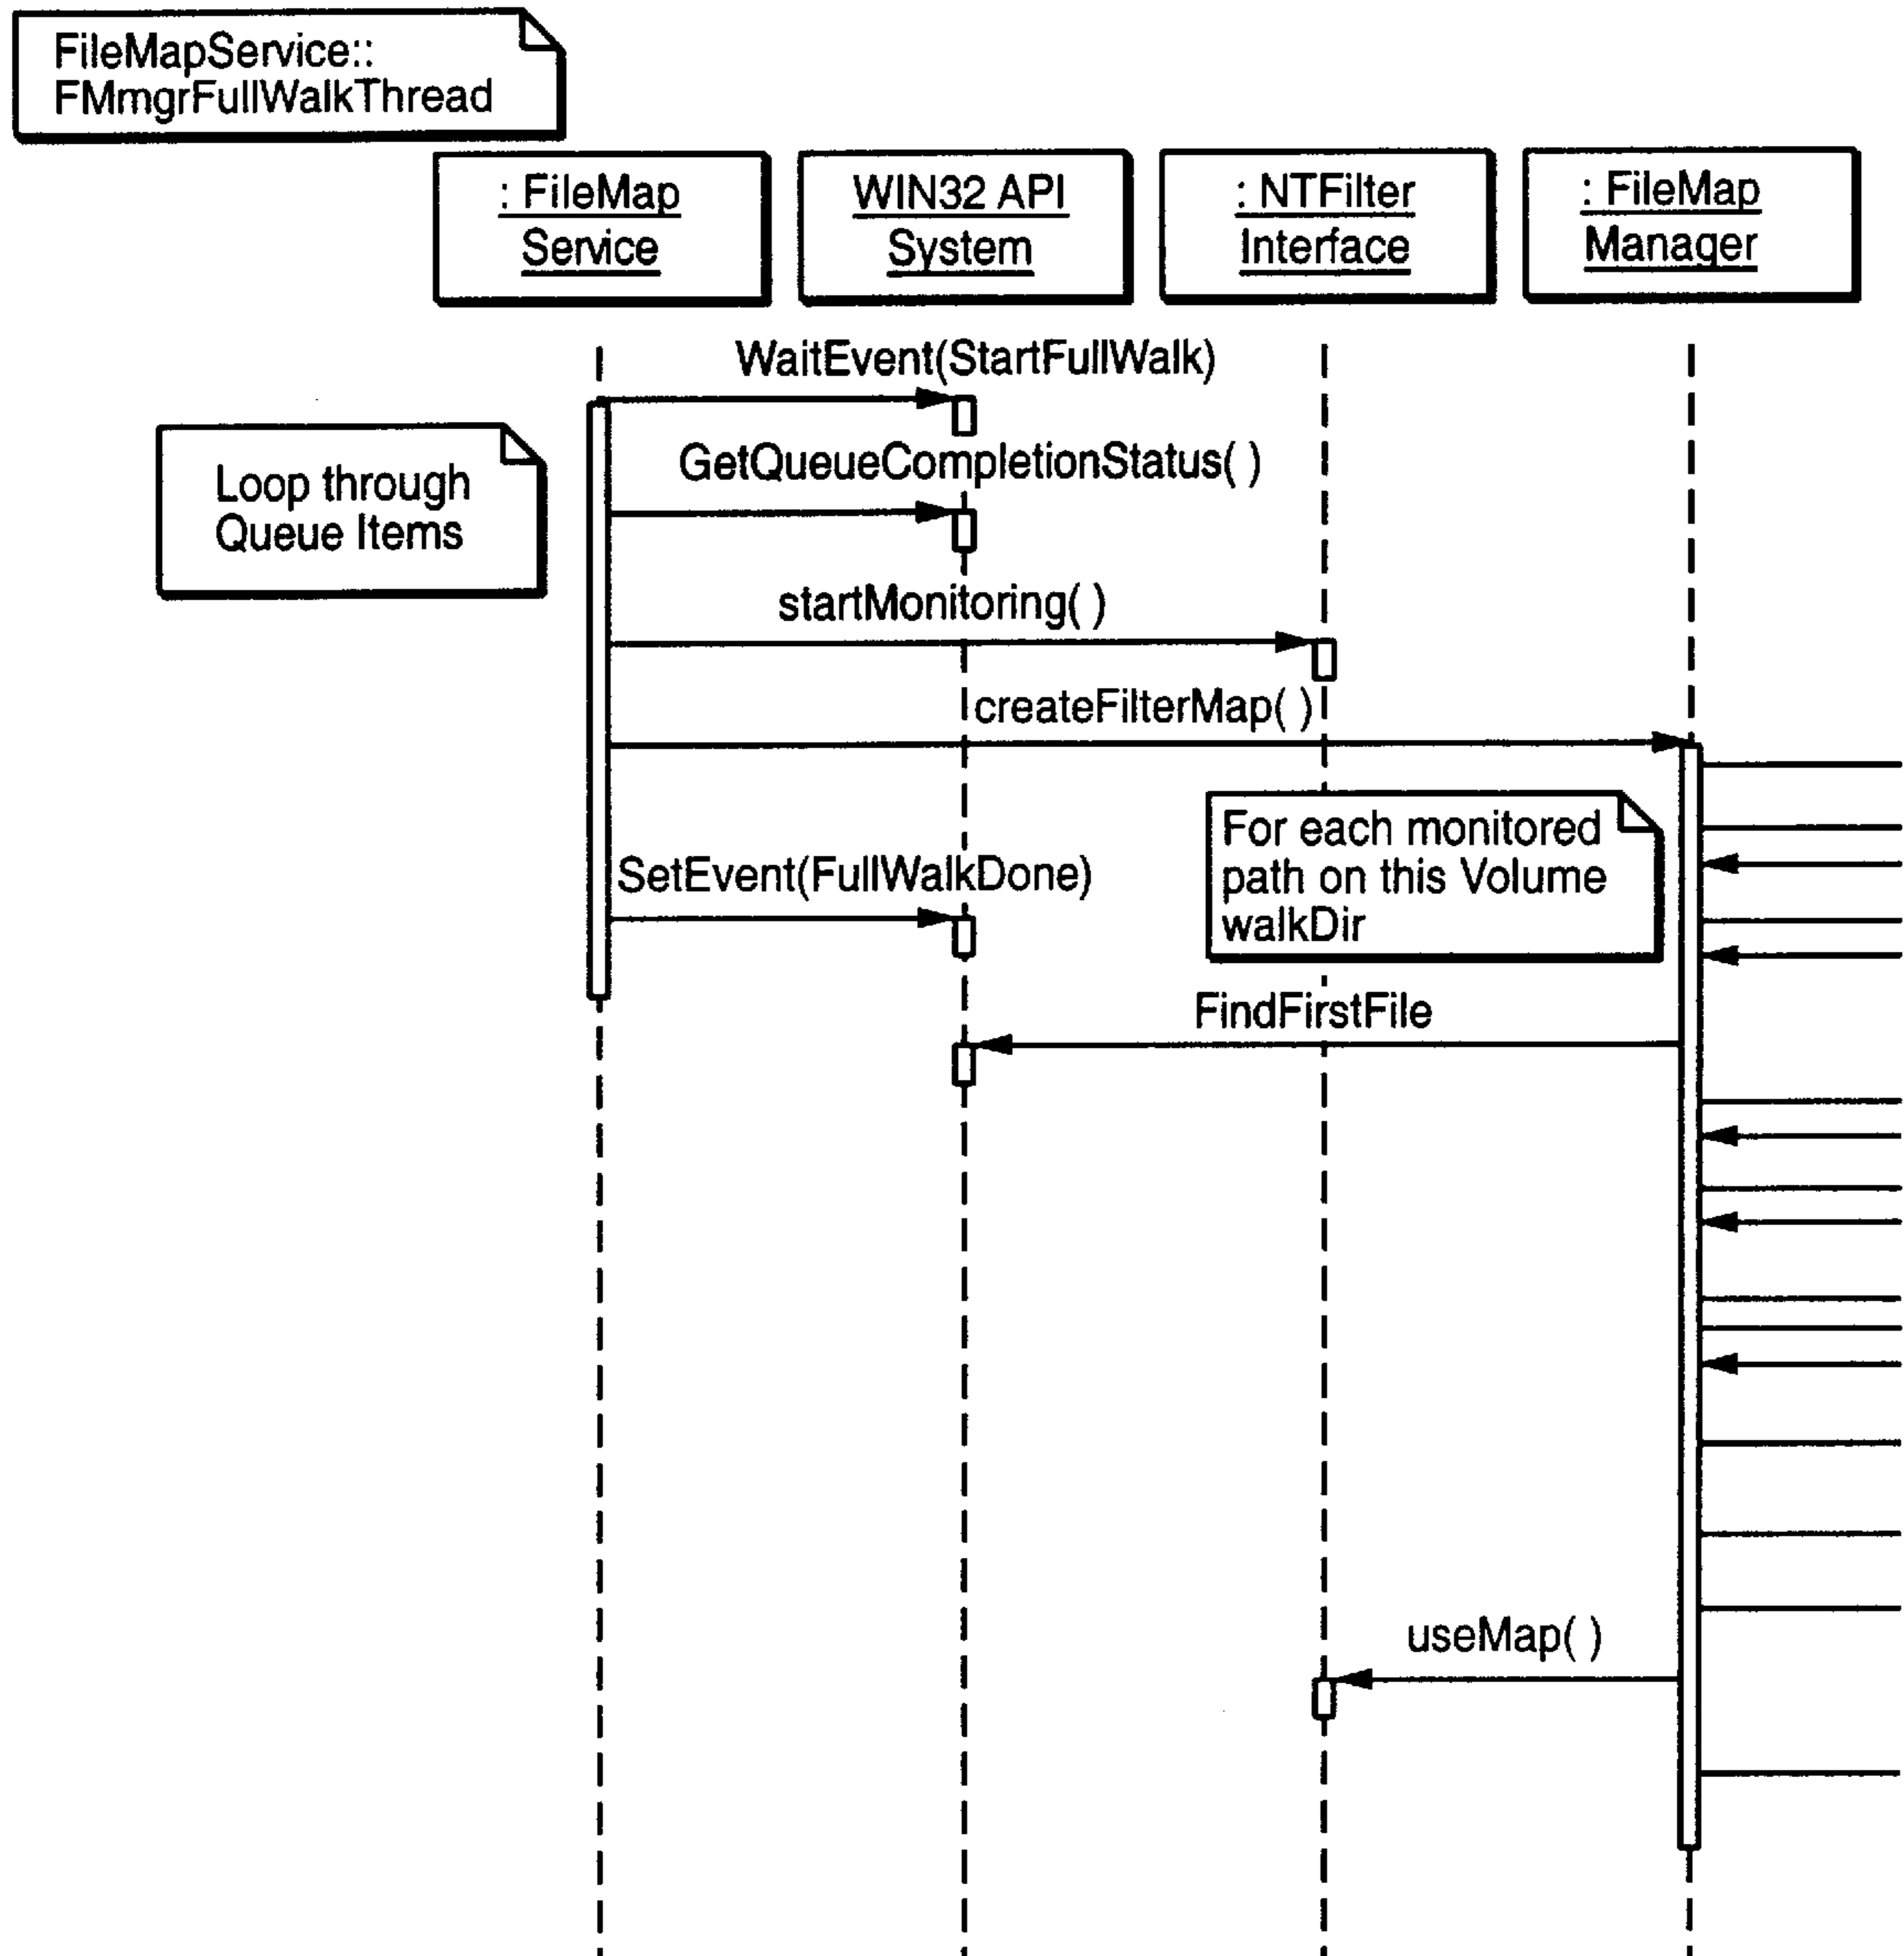 FileMapService::
FMmgrFullWalkThread
: FileMap
Service
WIN32 API
System
: NTFilter
Interface
: FileMap
Manager
WaitEvent(StartFullWalk)
Loop through
Queue Items
GetQueueCompletionStatus( )
startMonitoring( )
createFilterMap( )
For each monitored
path on this Volume
walkDir
SetEvent(FullWalkDone)
FindFirstFile
useMap( )